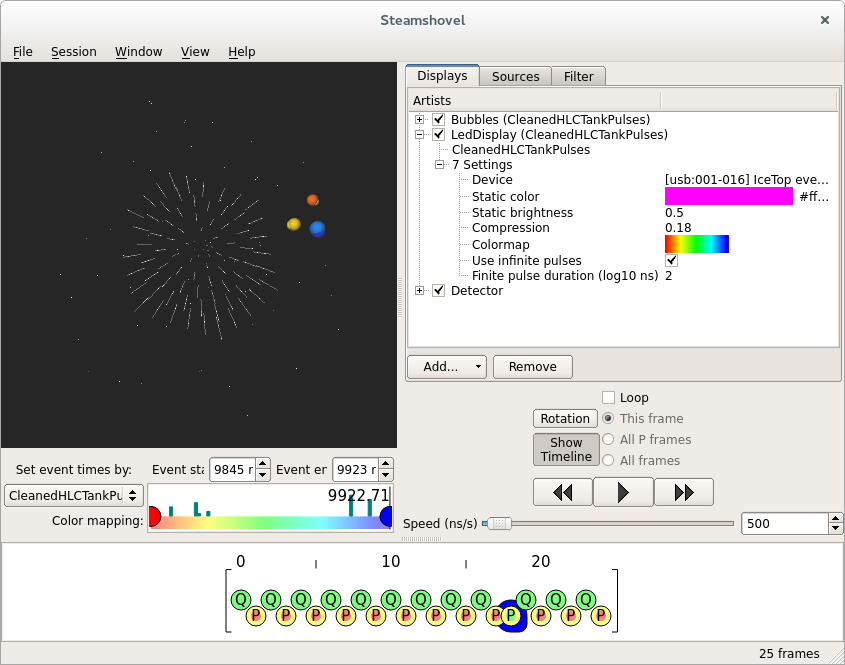 Steamshovel
File Session Window View Help
Displays Sources Filter
Artists
Bubbles (CleanedHLCTankPulses)
LedDisplay (CleanedHLCTankPulses)
CleanedHLCTankPulses
7 Settings
Device [usb:001-016] IceTop eve...
Static color #ff...
Static brightness 0.5
Compression 0.18
Colormap
Use infinite pulses
Finite pulse duration (log10 ns) 2
Detector
Add... Remove
Loop
Rotation This frame
Show Timeline All P frames
All frames
Set event times by: Event sta 9845 r Event er 9923 r
CleanedHLCTankPu 9922.71
Color mapping:
Speed (ns/s) 500
0 10 20
Q Q Q Q Q Q Q Q Q Q Q Q
P P P P P P P P P P P P P
25 frames